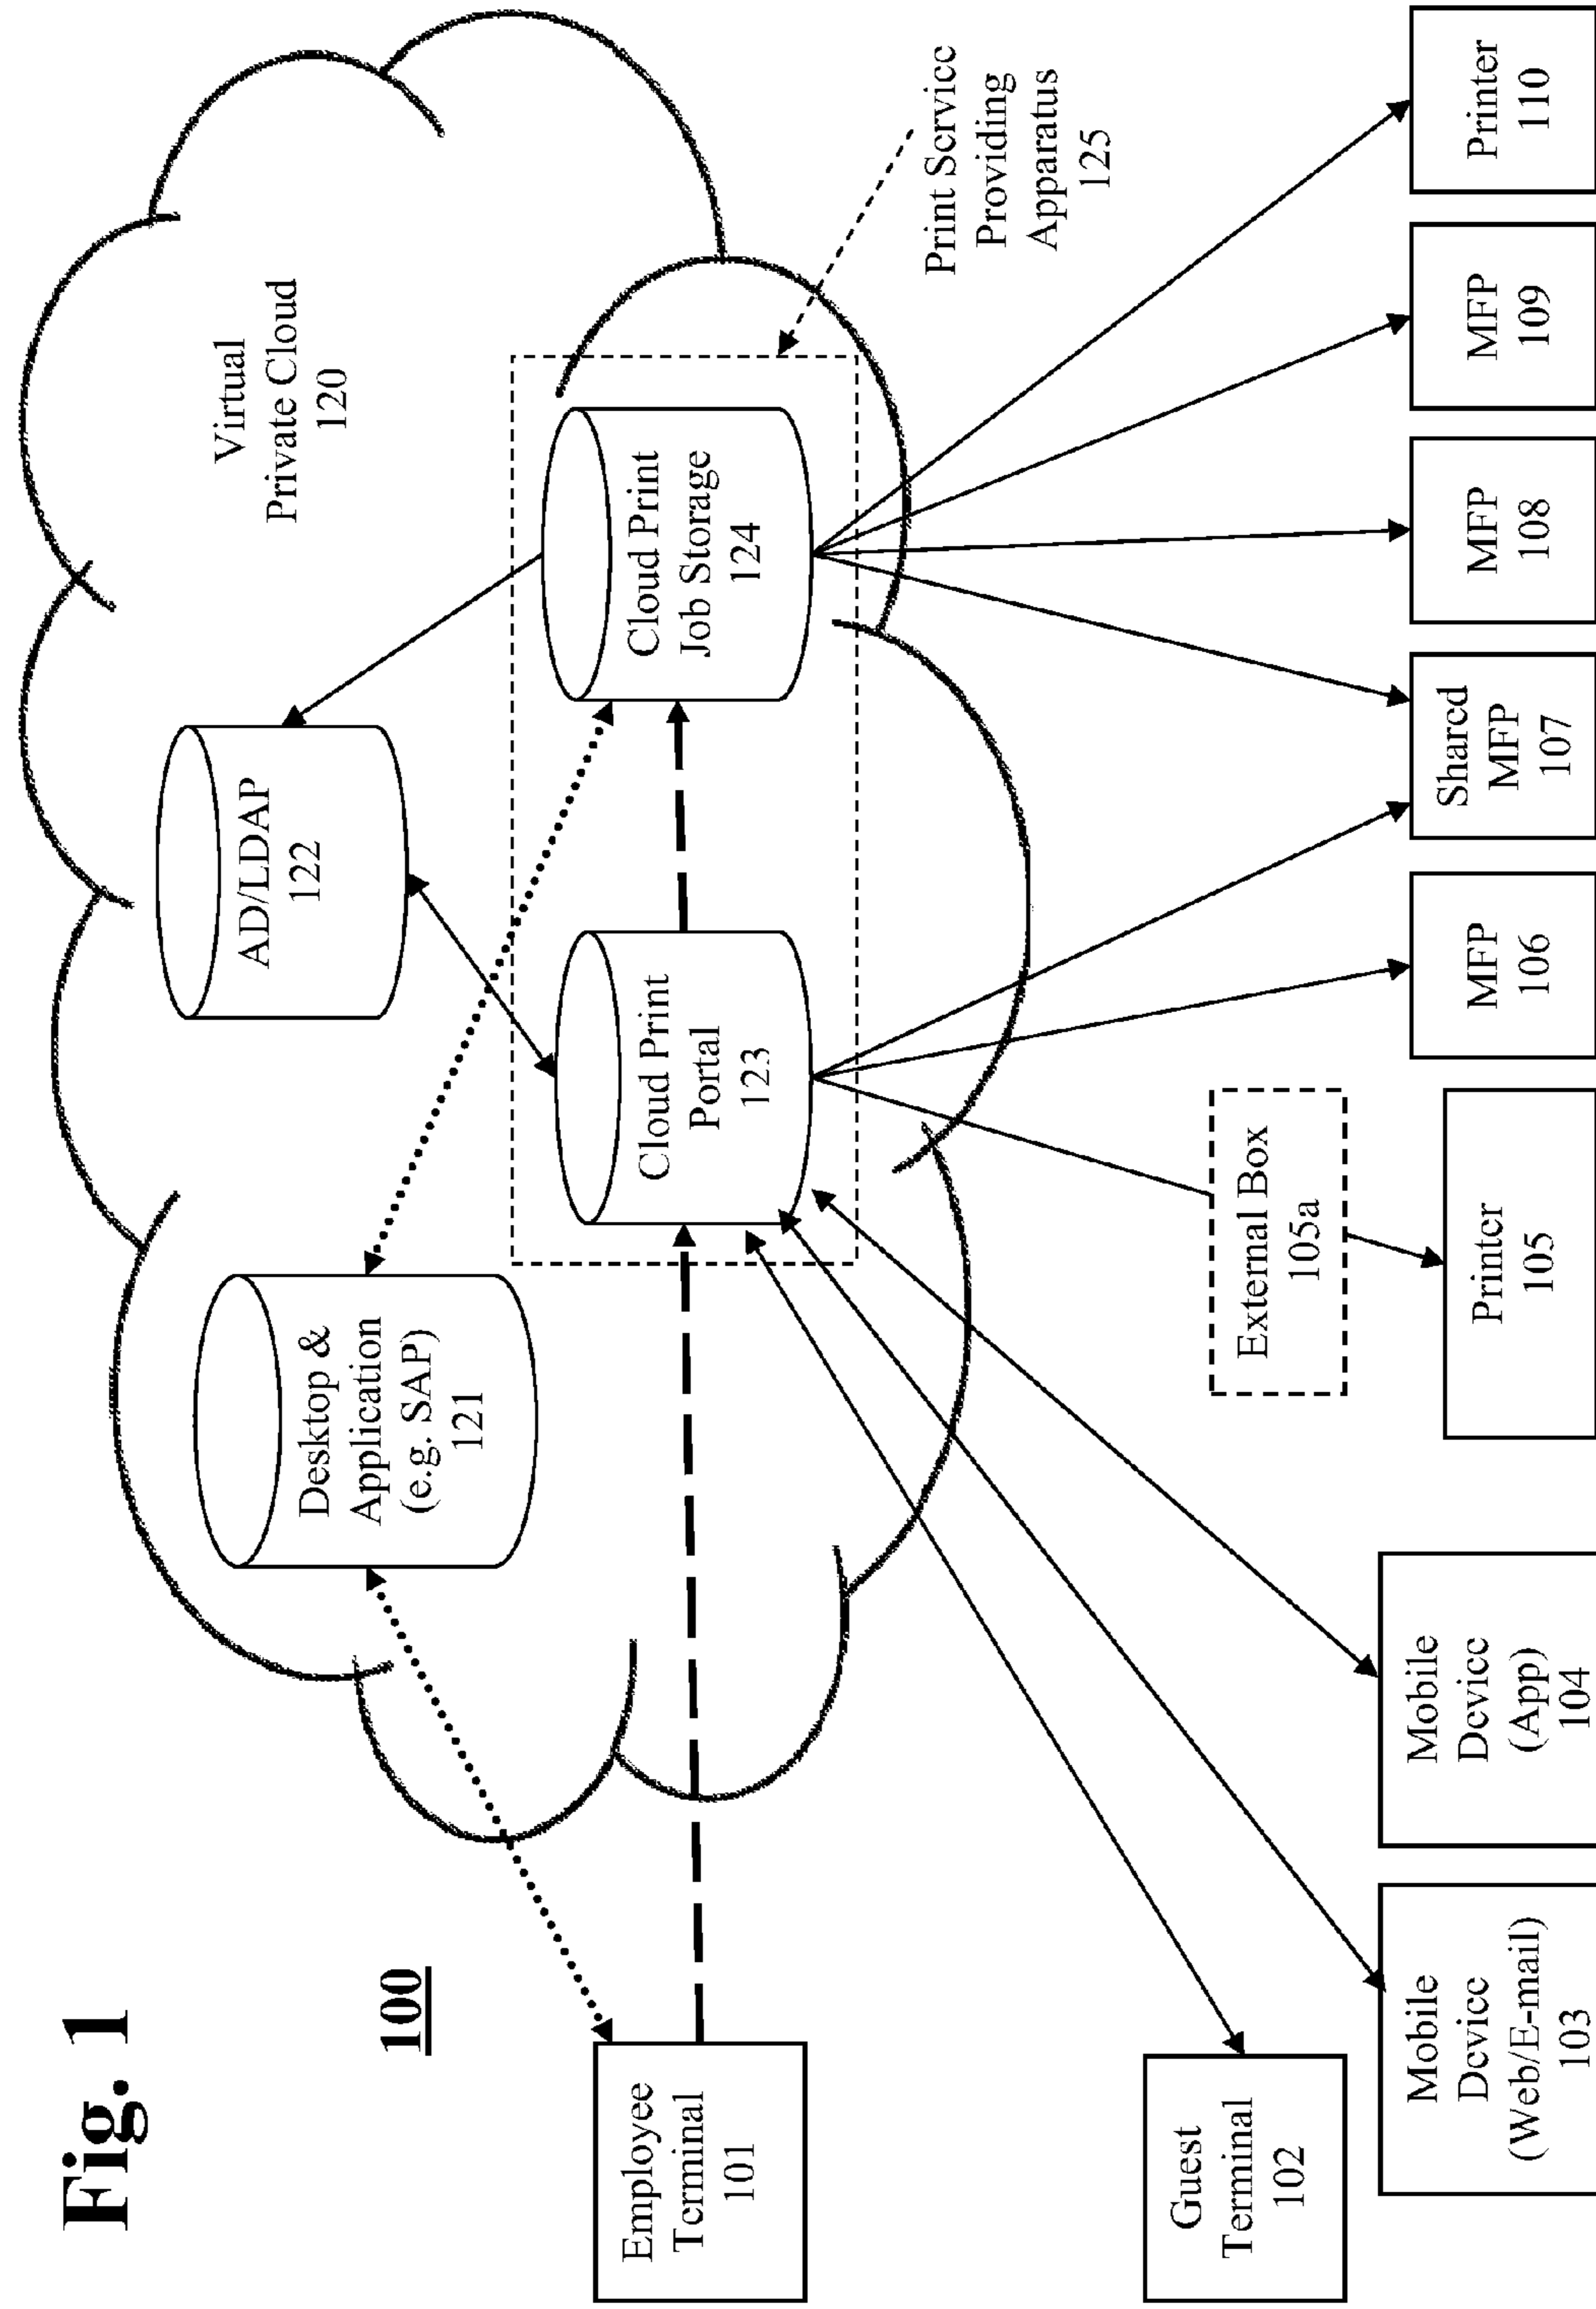 Fig. 1
100
Virtual
Private Cloud
120
Desktop &
Application
(e.g. SAP)
121
AD/LDAP
122
Employee
Terminal
101
Cloud Print
Portal
123
Cloud Print
Job Storage
124
Print Service
Providing
Apparatus
125
Guest
Terminal
102
External Box
105a
Mobile
Device
(Web/E-mail)
103
Mobile
Device
(App)
104
Printer
105
MFP
106
Shared
MFP
107
MFP
108
MFP
109
Printer
110